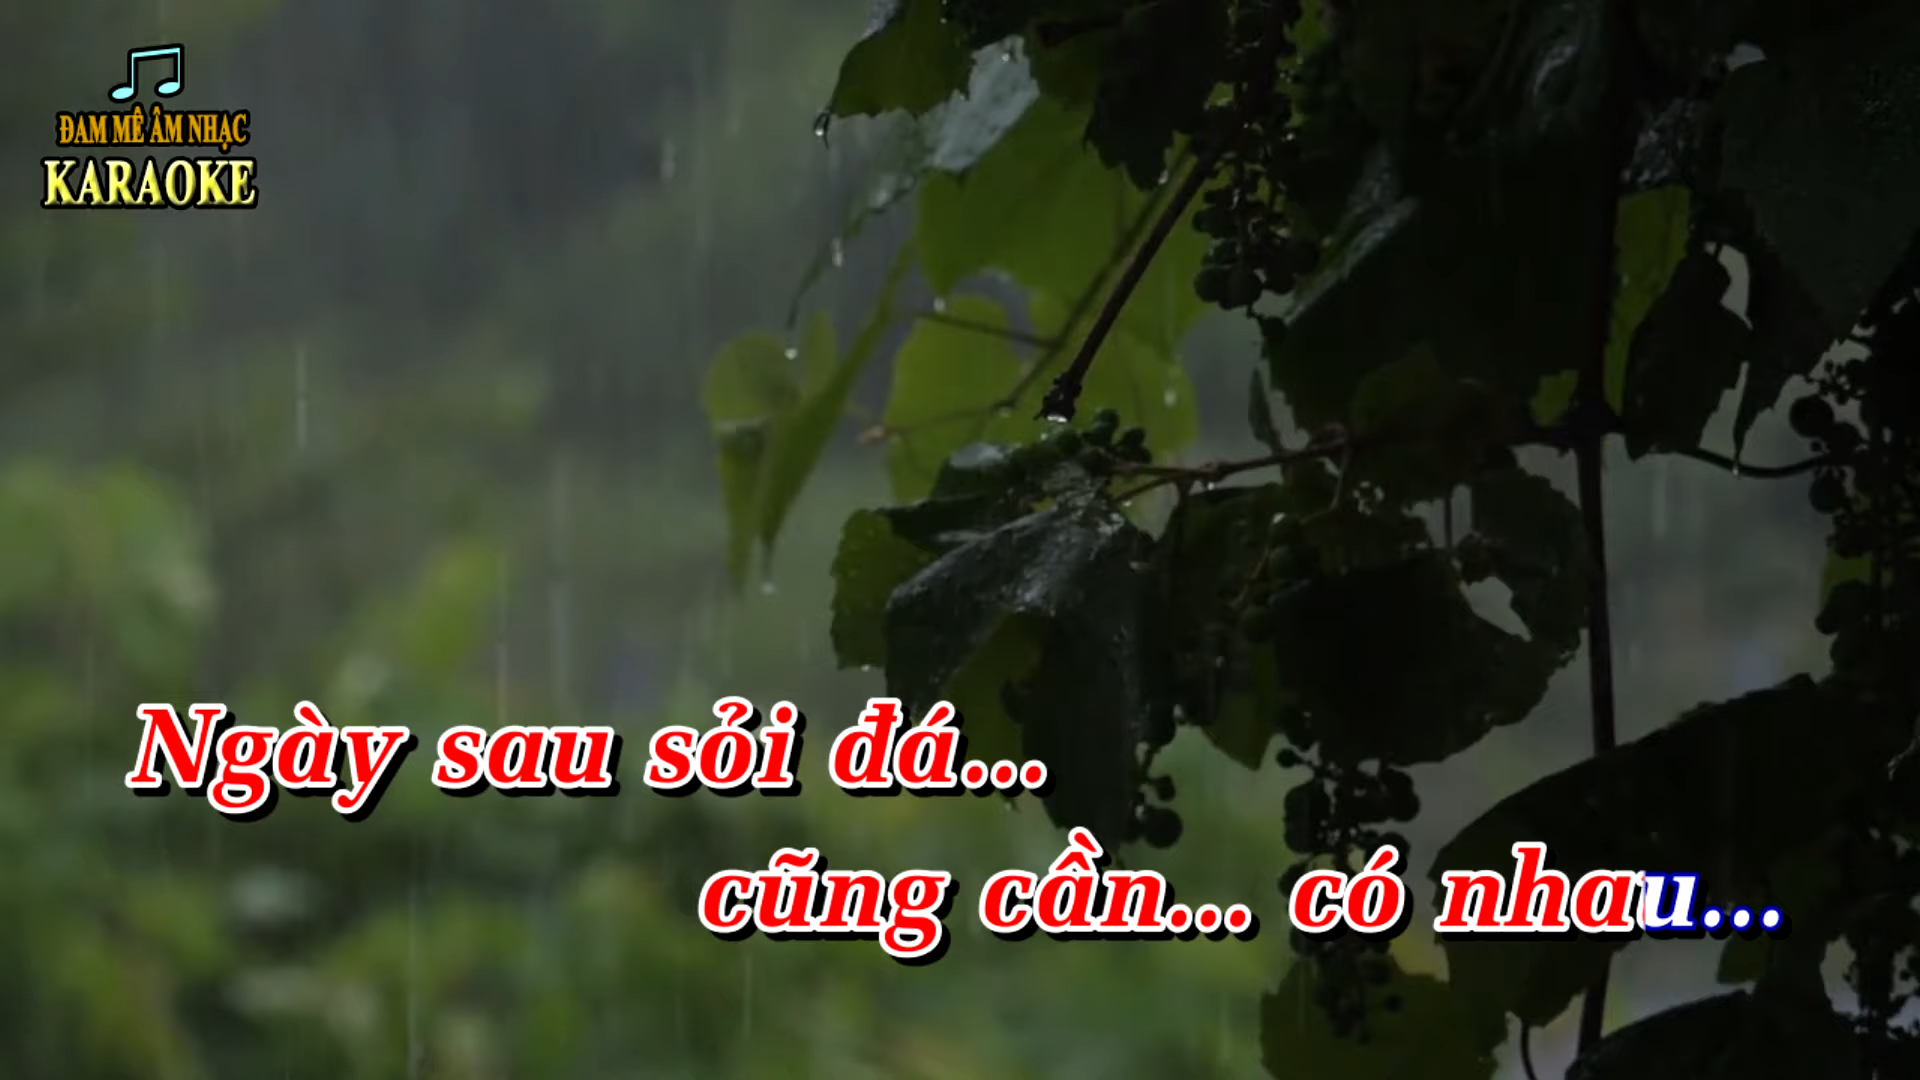 ĐAM MÊ ÂM NHẠC
KARAOKE
Ngày sau sỏi đá...
cũng cần... có nhau...